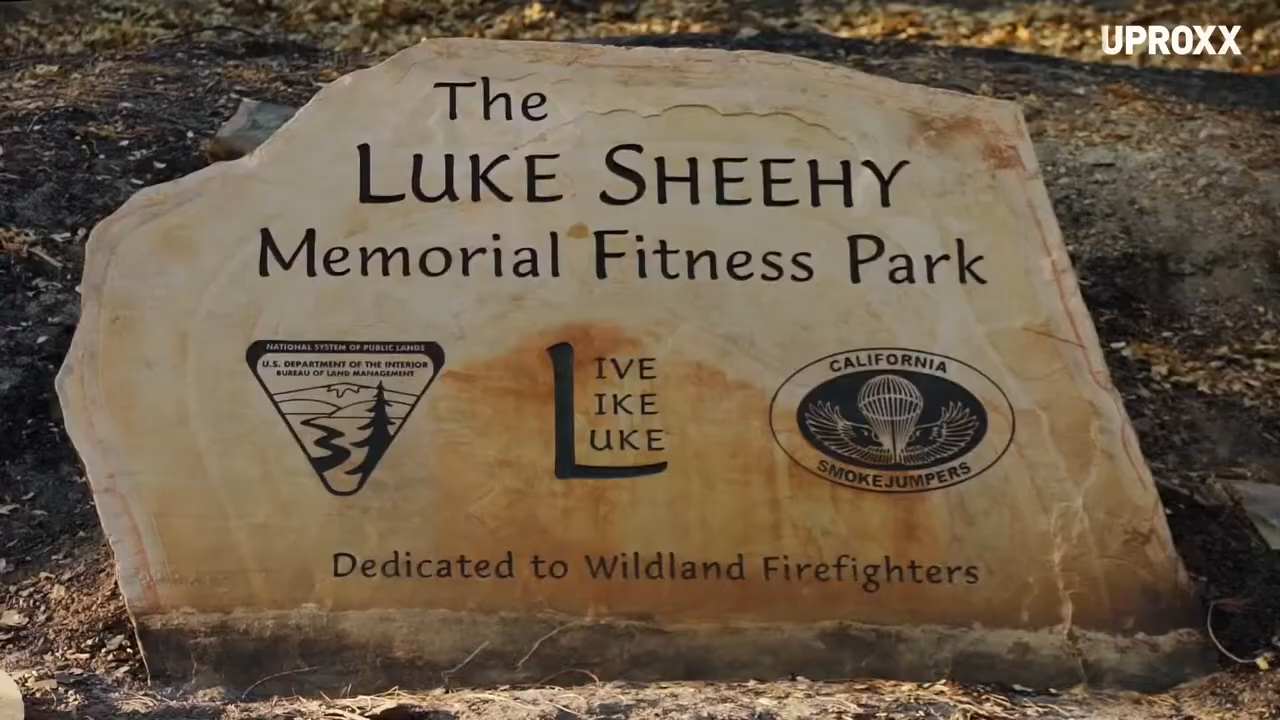 UPROXX
The
LUKE SHEEHY
Memorial Fitness Park
NATIONAL SYSTEM OF PUBLIC LANDS
U.S. DEPARTMENT OF THE INTERIOR
BUREAU OF LAND MANAGEMENT
LIVE
LIKE
LUKE
CALIFORNIA
SMOKEJUMPERS
Dedicated to Wildland Firefighters